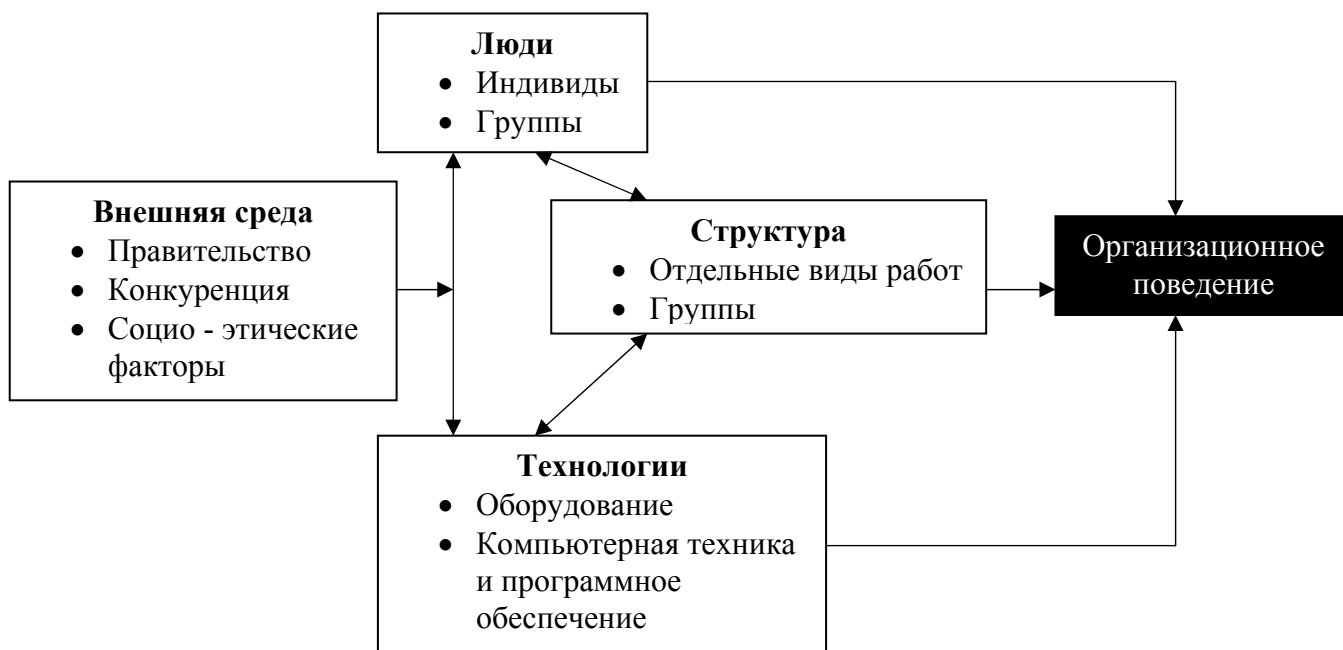 Люди
• Индивиды
• Группы
Внешняя среда
• Правительство
• Конкуренция
• Социо - этические
факторы
Структура
• Отдельные виды работ
• Группы
Организационное
поведение
Технологии
• Оборудование
• Компьютерная техника
и программное
обеспечение